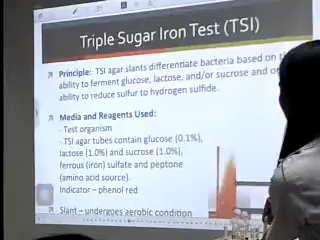 Triple Sugar Iron Test (TSI)
Principle: TSI agar slants differentiate bacteria based on
ability to ferment glucose, lactose, and/or sucrose and
ability to reduce sulfur to hydrogen sulfide.
Media and Reagents Used:
- Test organism
- TSI agar tubes contain glucose (0.1%),
lactose (1.0%) and sucrose (1.0%),
ferrous (iron) sulfate and peptone
(amino acid source).
Indicator – phenol red
Slant – undergoes aerobic condition